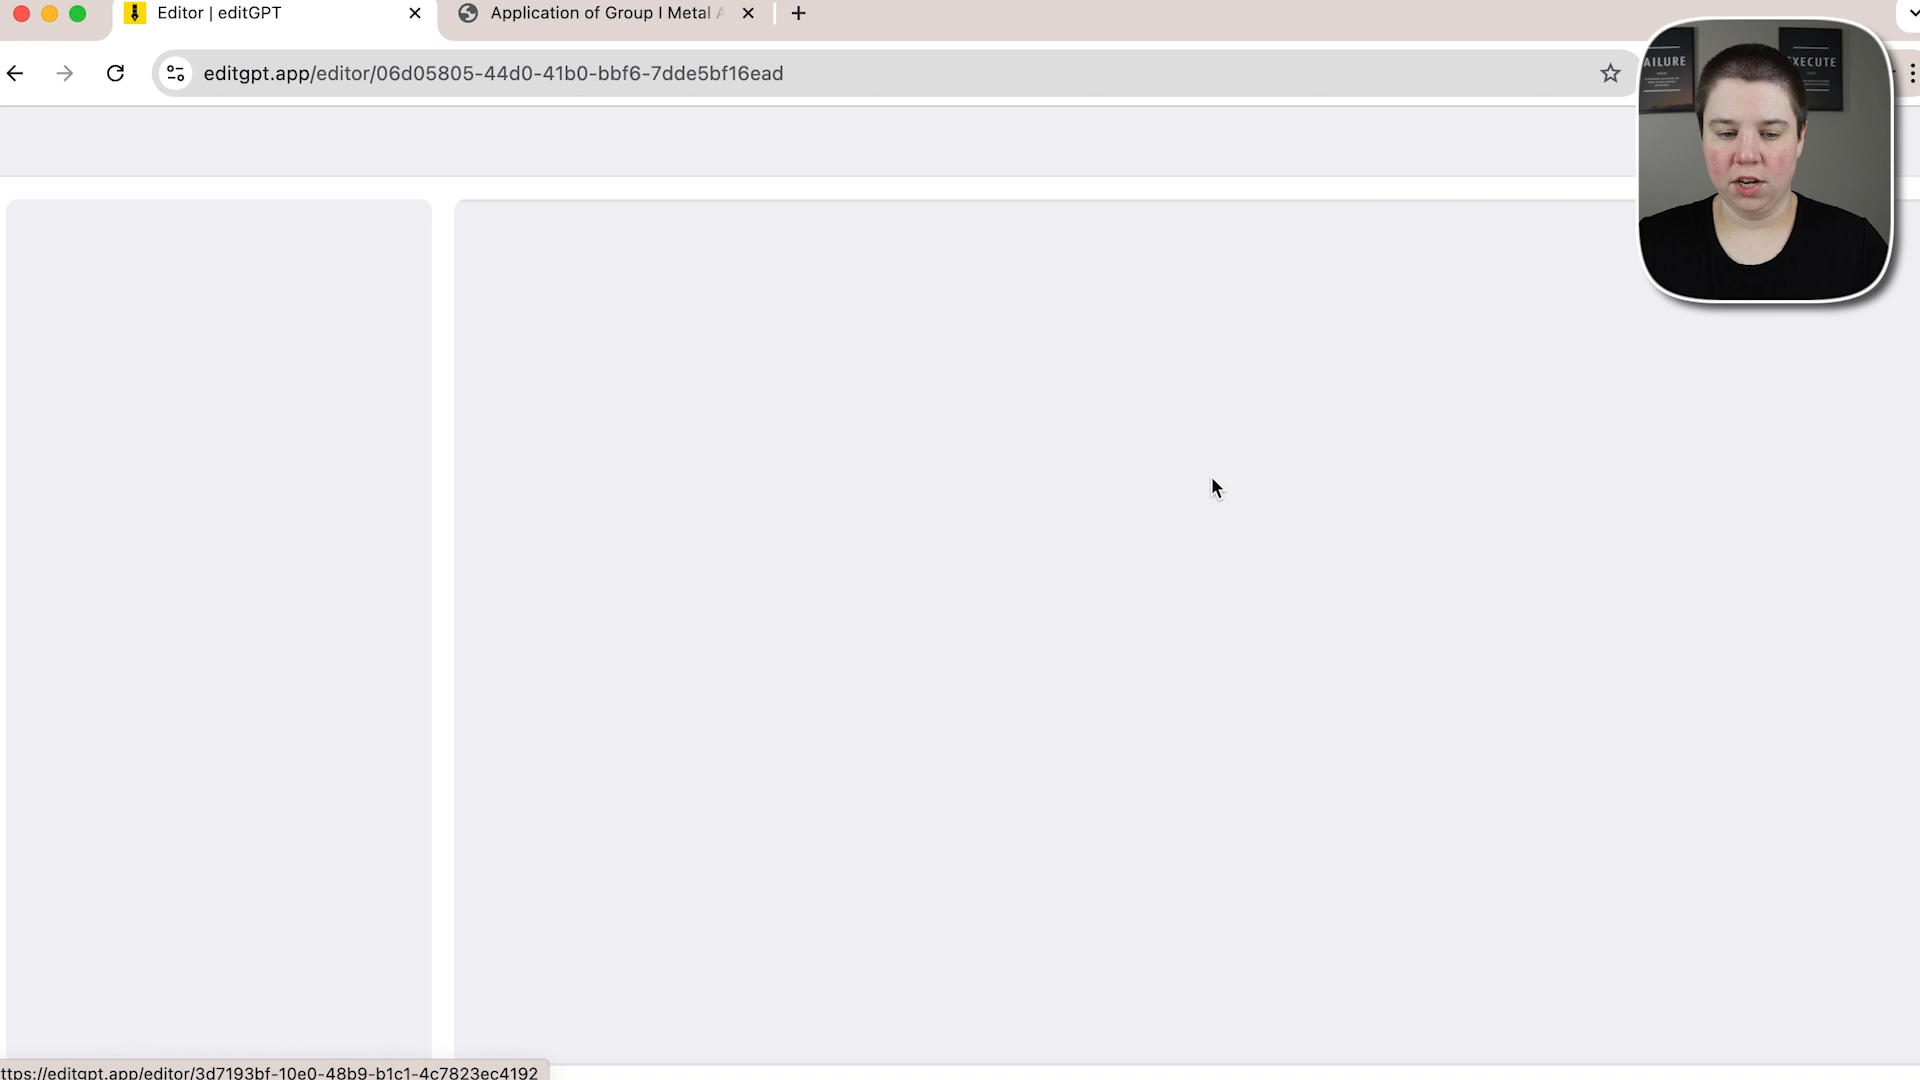 Editor | editGPT
Application of Group I Metal
editgpt.app/editor/06d05805-44d0-41b0-bbf6-7dde5bf16ead
AILURE
XECUTE
ttps://editgpt.app/editor/3d7193bf-10e0-48b9-b1c1-4c7823ec4192